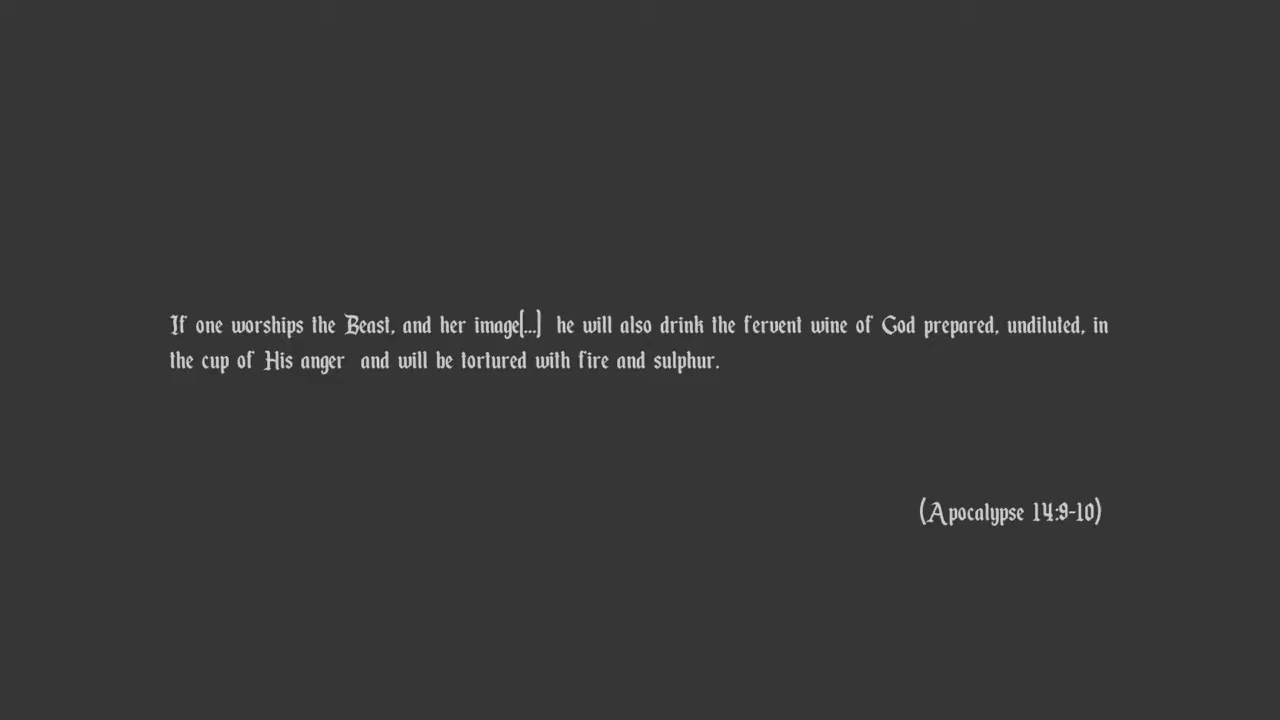 If one worships the Beast, and her image[...] he will also drink the fervent wine of God prepared, undiluted, in
the cup of His anger and will be tortured with fire and sulphur.
(Apocalypse 14:9-10)